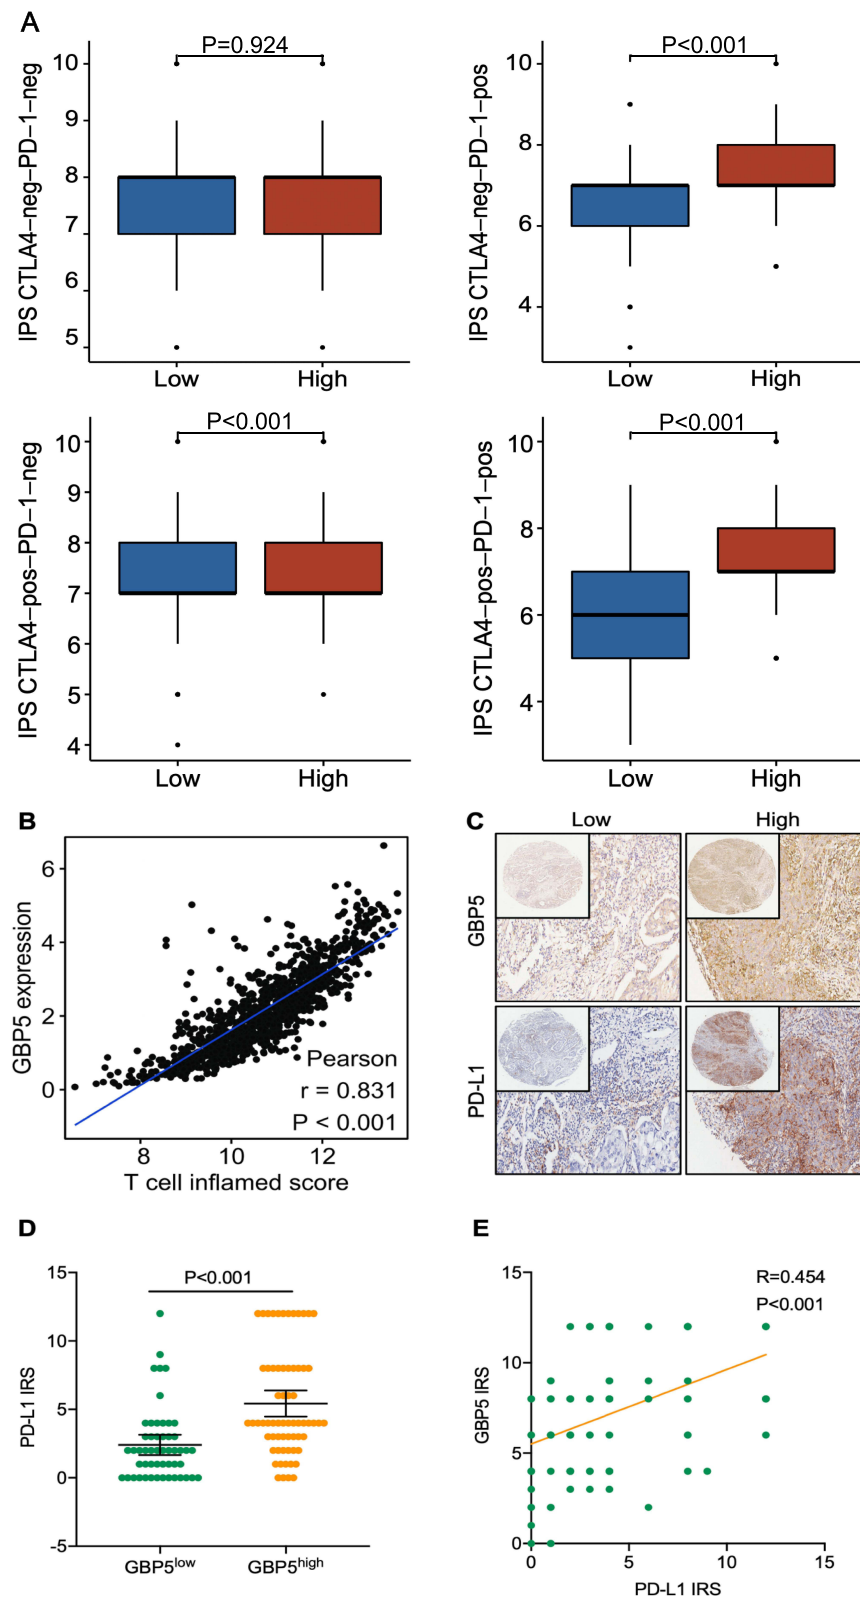 A
P=0.924
IPS CTLA4–neg–PD–1–neg
10
9
8
7
6
5
Low
High
P<0.001
IPS CTLA4–neg–PD–1–pos
10
8
6
4
Low
High
P<0.001
IPS CTLA4–pos–PD–1–neg
10
9
8
7
6
5
4
Low
High
P<0.001
IPS CTLA4–pos–PD–1–pos
10
8
6
4
Low
High
B
GBP5 expression
6
4
2
0
Pearson
r = 0.831
P < 0.001
8
10
12
T cell inflamed score
C
Low
High
GBP5
PD-L1
D
P<0.001
PD-L1 IRS
15
10
5
0
-5
GBP5low
GBP5high
E
R=0.454
P<0.001
GBP5 IRS
15
10
5
0
0
5
10
15
PD-L1 IRS